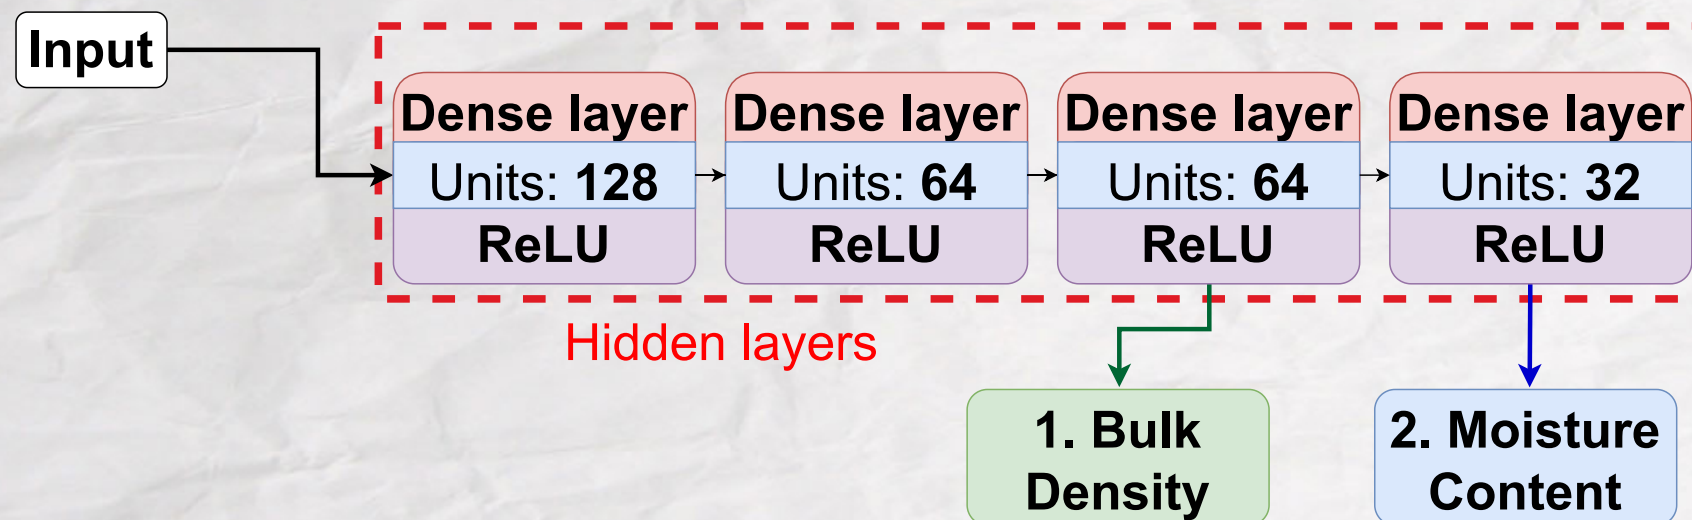 Input
Dense layer
Units: 128
ReLU
Dense layer
Units: 64
ReLU
Dense layer
Units: 64
ReLU
Dense layer
Units: 32
ReLU
Hidden layers
1. Bulk
Density
2. Moisture
Content